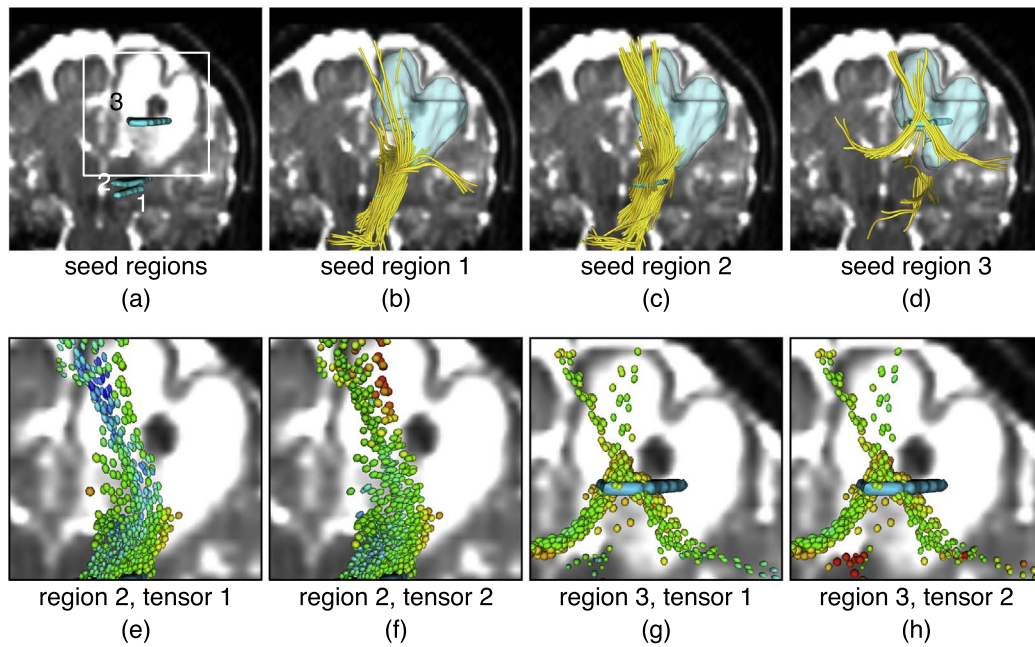 3
2
1
seed regions
seed region 1
seed region 2
seed region 3
(a)
(b)
(c)
(d)
region 2, tensor 1
region 2, tensor 2
region 3, tensor 1
region 3, tensor 2
(e)
(f)
(g)
(h)